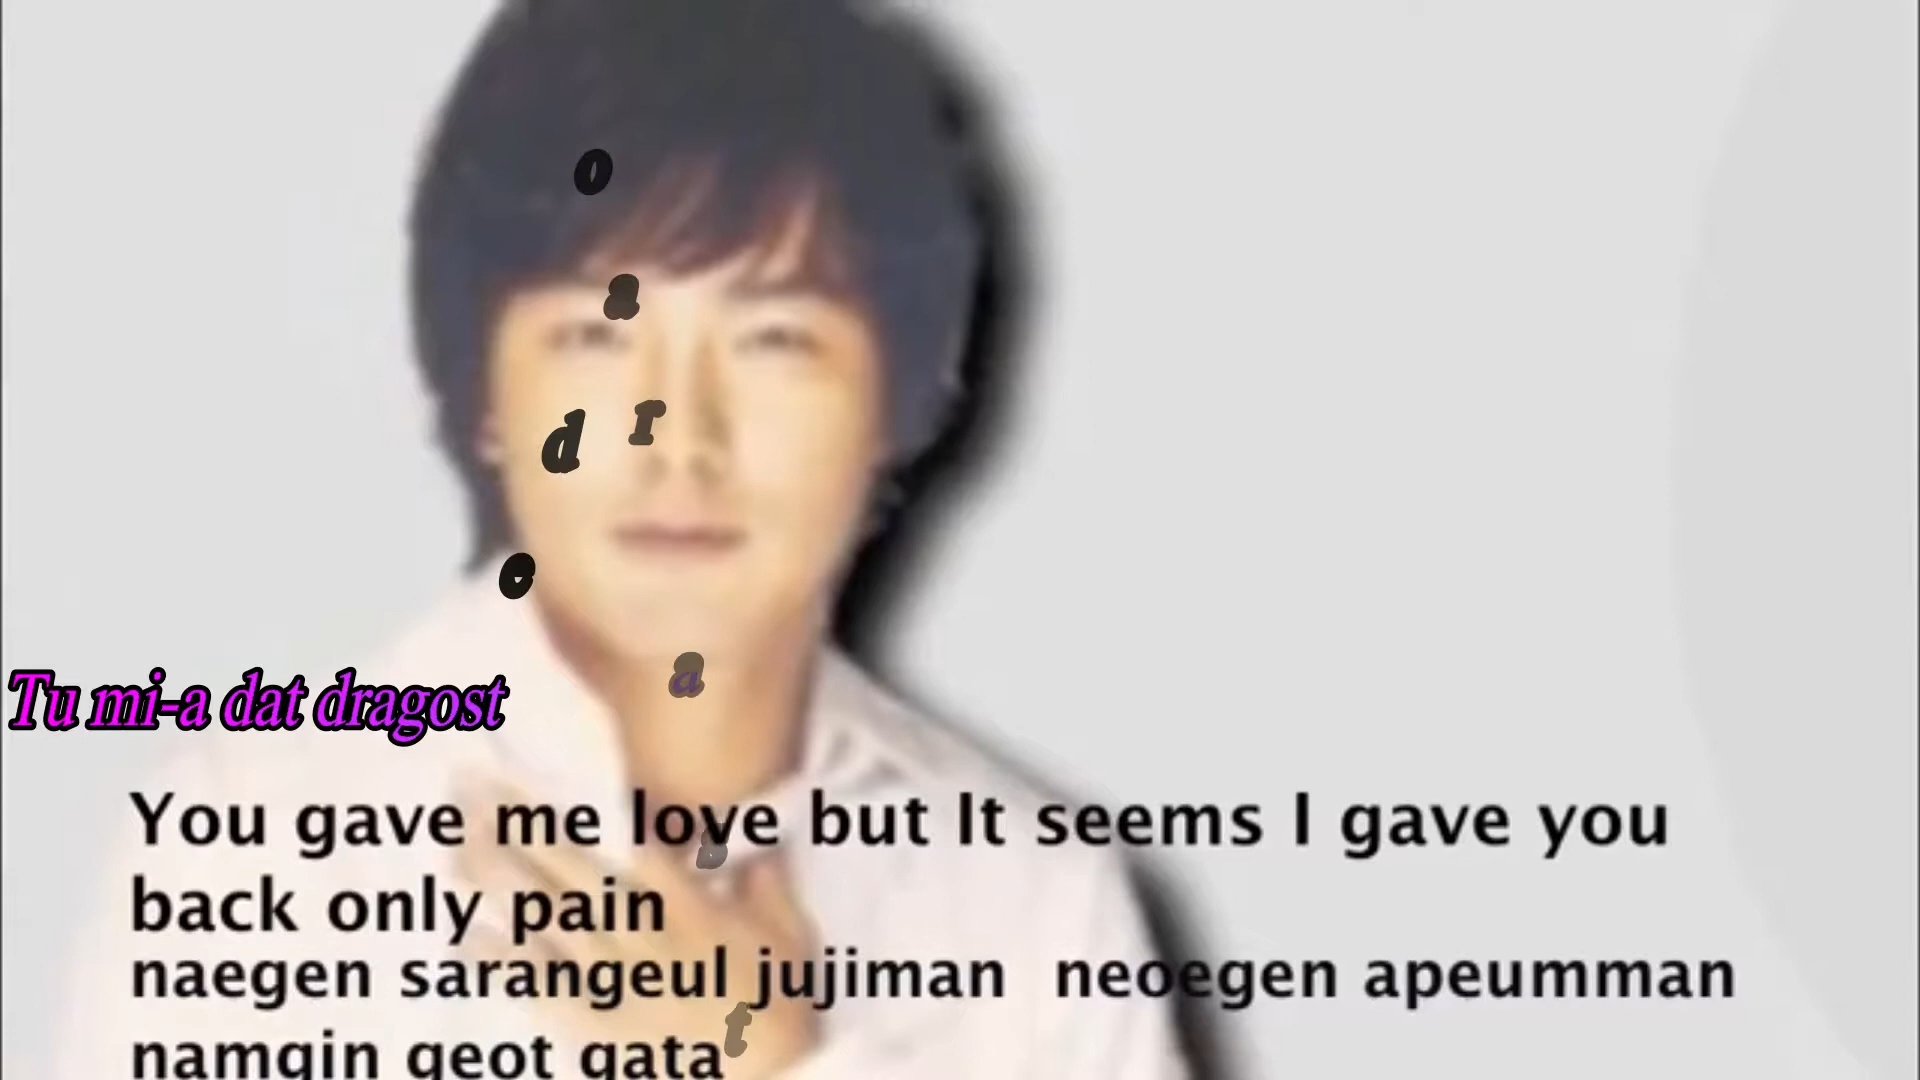 Tu mi-a dat dragost
You gave me love but It seems I gave you
back only pain
naegen sarangeul jujiman neoegen apeumman
namgin geot gata